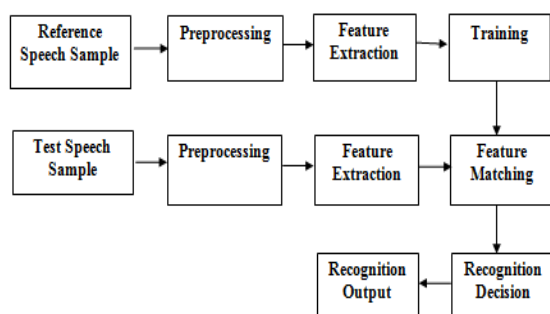 Reference
Speech Sample
Preprocessing
Feature
Extraction
Training
Test Speech
Sample
Preprocessing
Feature
Extraction
Feature
Matching
Recognition
Output
Recognition
Decision